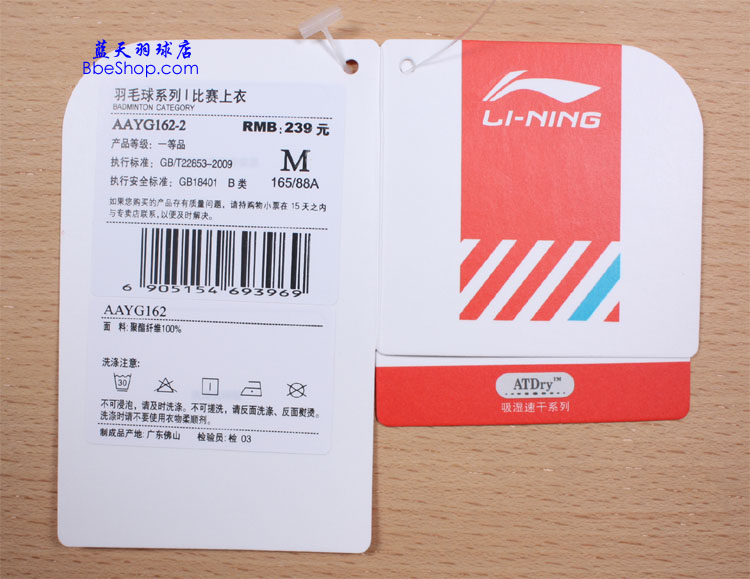 蓝天羽球店
BbeShop.com
羽毛球系列 | 比赛上衣
BADMINTON CATEGORY
AAYG162-2 RMB: 239 元
产品等级: 一等品
执行标准: GB/T22853-2009 M
执行安全标准: GB18401 B 类 165/88A
如果您购买的产品存有质量问题, 请持购物小票在 15 天之内
与专卖店联系, 以便及时解决。
6 905154 693969
AAYG162
面 料: 聚酯纤维100%
洗涤注意:
30
不可浸泡, 请及时洗涤。不可搓洗, 请反面洗涤、反面熨烫。
洗涤时请不要使用衣物柔顺剂。
制成品产地: 广东佛山 检验员: 检 03
LI-NING
ATDry™
吸湿速干系列